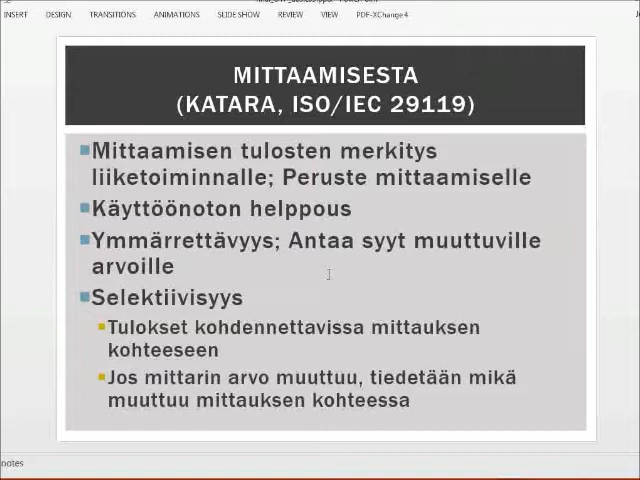 INSERT DESIGN TRANSITIONS ANIMATIONS SLIDE SHOW REVIEW VIEW PDF-XChange 4
MITTAAMISESTA
(KATARA, ISO/IEC 29119)
Mittaamisen tulosten merkitys
liiketoiminnalle; Peruste mittaamiselle
Käyttöönoton helppous
Ymmärrettävyys; Antaa syyt muuttuville
arvoille
Selektiivisyys
Tulokset kohdennettavissa mittauksen
kohteeseen
Jos mittarin arvo muuttuu, tiedetään mikä
muuttuu mittauksen kohteessa
notes